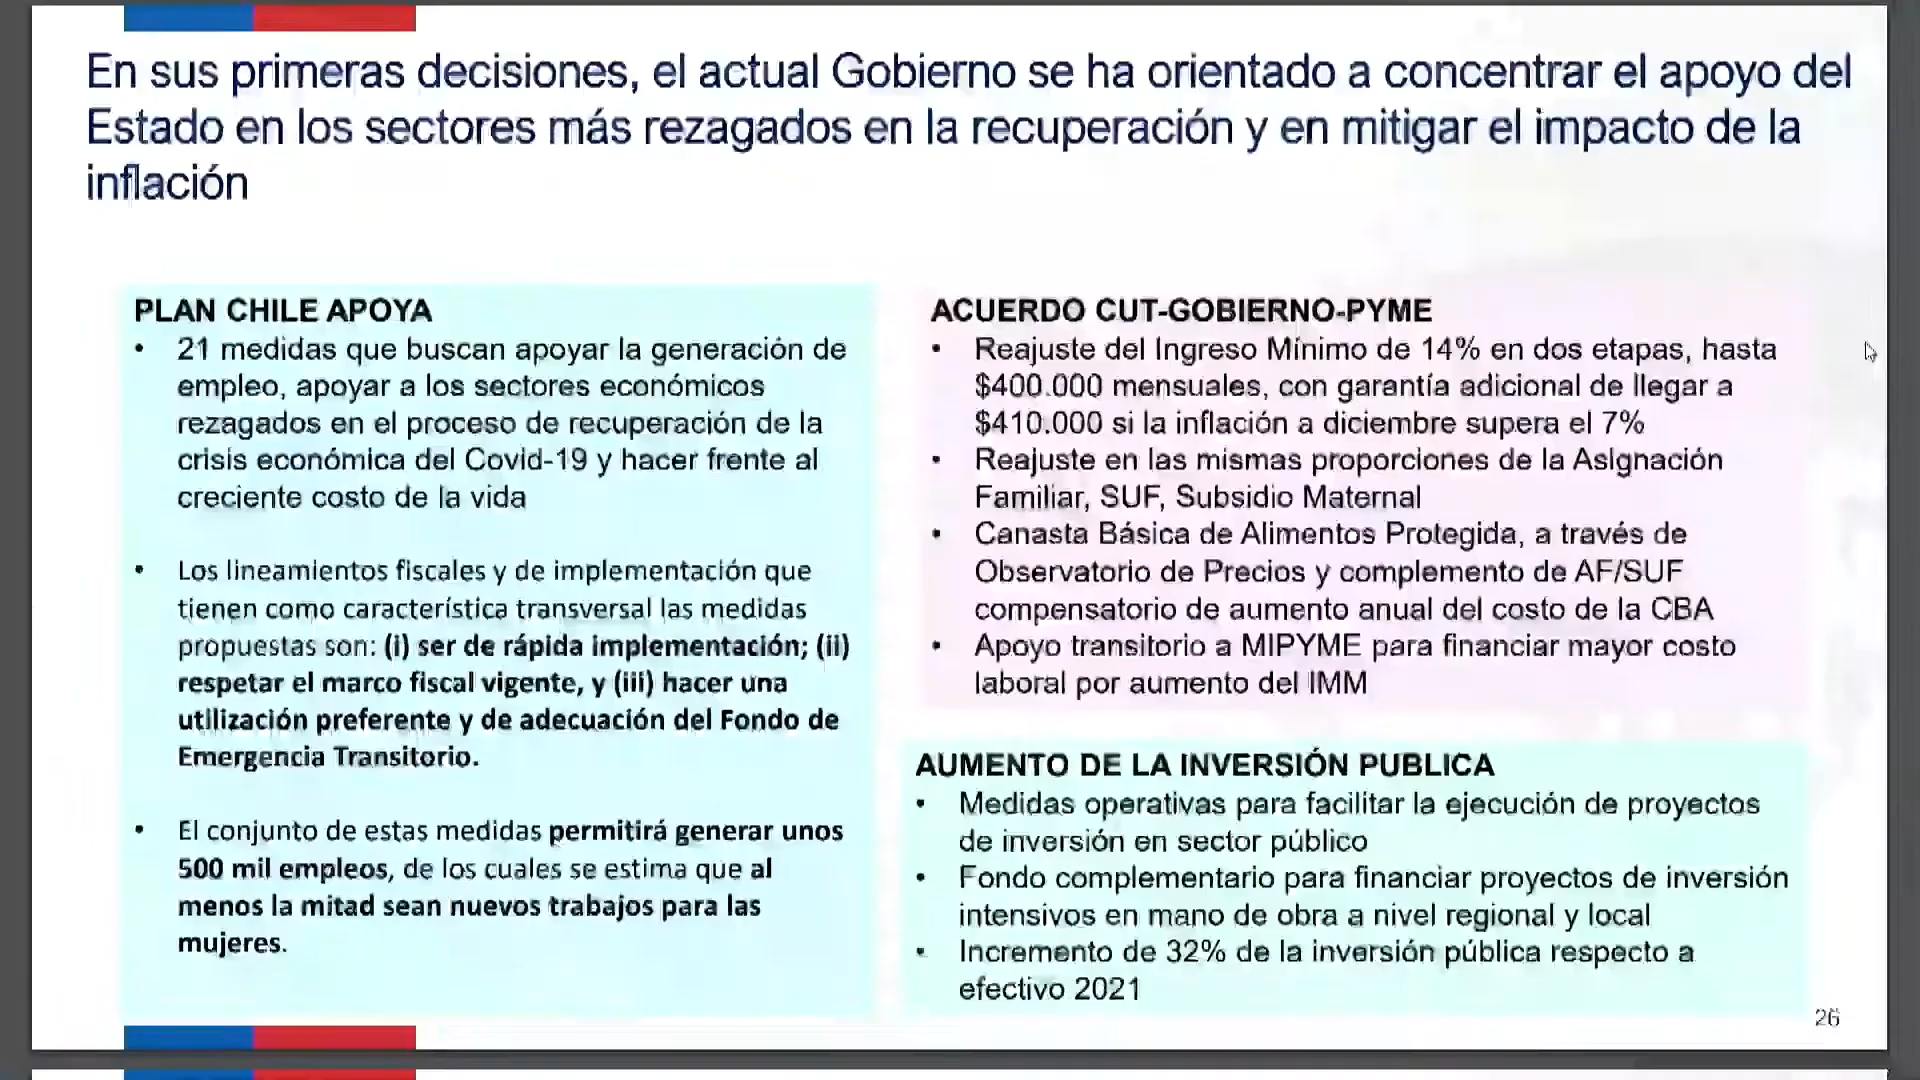 En sus primeras decisiones, el actual Gobierno se ha orientado a concentrar el apoyo del
Estado en los sectores más rezagados en la recuperación y en mitigar el impacto de la
inflación
PLAN CHILE APOYA
• 21 medidas que buscan apoyar la generación de
empleo, apoyar a los sectores económicos
rezagados en el proceso de recuperación de la
crisis económica del Covid-19 y hacer frente al
creciente costo de la vida
• Los lineamientos fiscales y de implementación que
tienen como característica transversal las medidas
propuestas son: (i) ser de rápida implementación; (ii)
respetar el marco fiscal vigente, y (iii) hacer una
utilización preferente y de adecuación del Fondo de
Emergencia Transitorio.
• El conjunto de estas medidas permitirá generar unos
500 mil empleos, de los cuales se estima que al
menos la mitad sean nuevos trabajos para las
mujeres.
ACUERDO CUT-GOBIERNO-PYME
• Reajuste del Ingreso Mínimo de 14% en dos etapas, hasta
$400.000 mensuales, con garantía adicional de llegar a
$410.000 si la inflación a diciembre supera el 7%
• Reajuste en las mismas proporciones de la Asignación
Familiar, SUF, Subsidio Maternal
• Canasta Básica de Alimentos Protegida, a través de
Observatorio de Precios y complemento de AF/SUF
compensatorio de aumento anual del costo de la CBA
• Apoyo transitorio a MIPYME para financiar mayor costo
laboral por aumento del IMM
AUMENTO DE LA INVERSIÓN PUBLICA
• Medidas operativas para facilitar la ejecución de proyectos
de inversión en sector público
• Fondo complementario para financiar proyectos de inversión
intensivos en mano de obra a nivel regional y local
• Incremento de 32% de la inversión pública respecto a
efectivo 2021
26